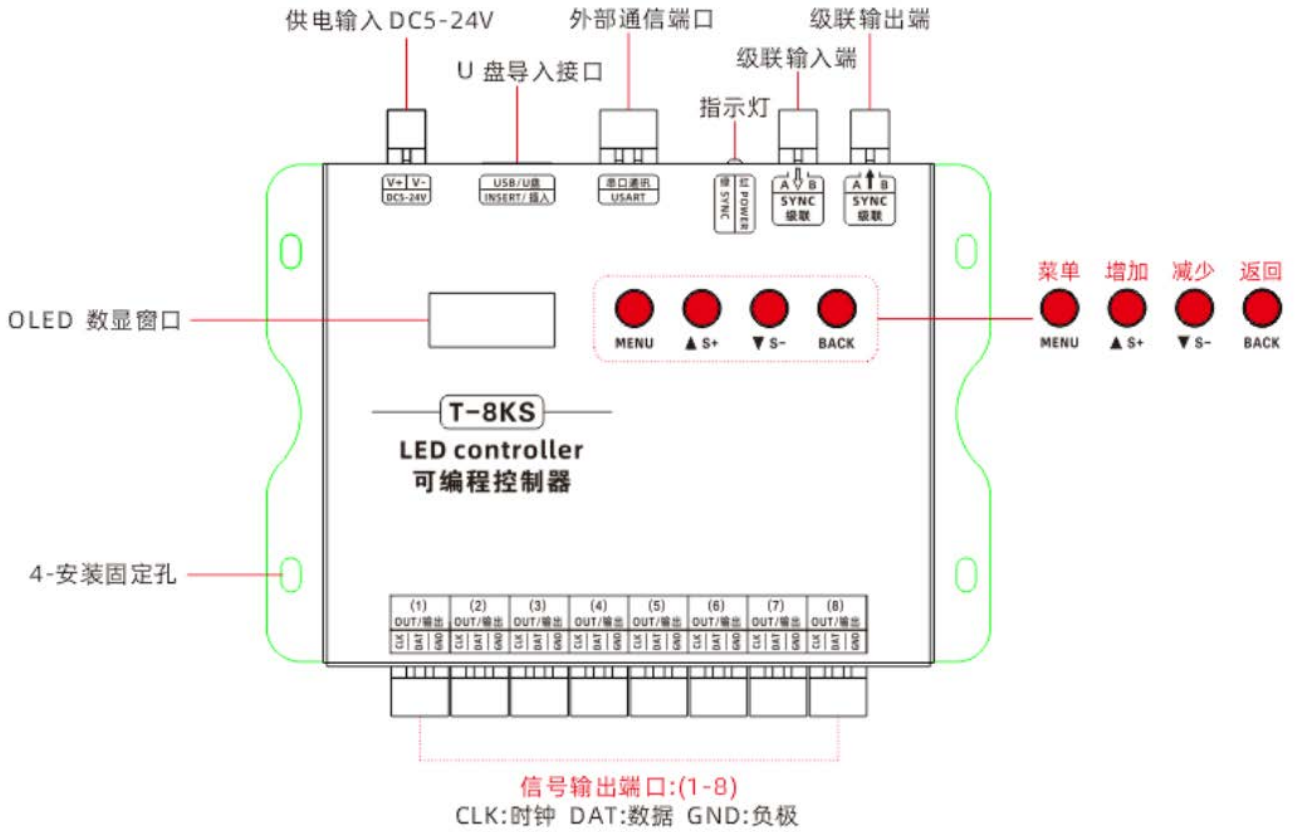 供电输入 DC5-24V
外部通信端口
级联输出端
U 盘导入接口
级联输入端
指示灯
V+ V-
DC5-24V
USB/U盘
INSERT/插入
串口通讯
USART
绿 SYNC
红 POWER
A B
SYNC
级联
A B
SYNC
级联
OLED 数显窗口
MENU ▲ S+ ▼ S- BACK
菜单 增加 减少 返回
MENU ▲ S+ ▼ S- BACK
T-8KS
LED controller
可编程控制器
4-安装固定孔
(1) (2) (3) (4) (5) (6) (7) (8)
OUT/输出 OUT/输出 OUT/输出 OUT/输出 OUT/输出 OUT/输出 OUT/输出 OUT/输出
CLK DAT GND CLK DAT GND CLK DAT GND CLK DAT GND CLK DAT GND CLK DAT GND CLK DAT GND CLK DAT GND
信号输出端口:(1-8)
CLK:时钟 DAT:数据 GND:负极